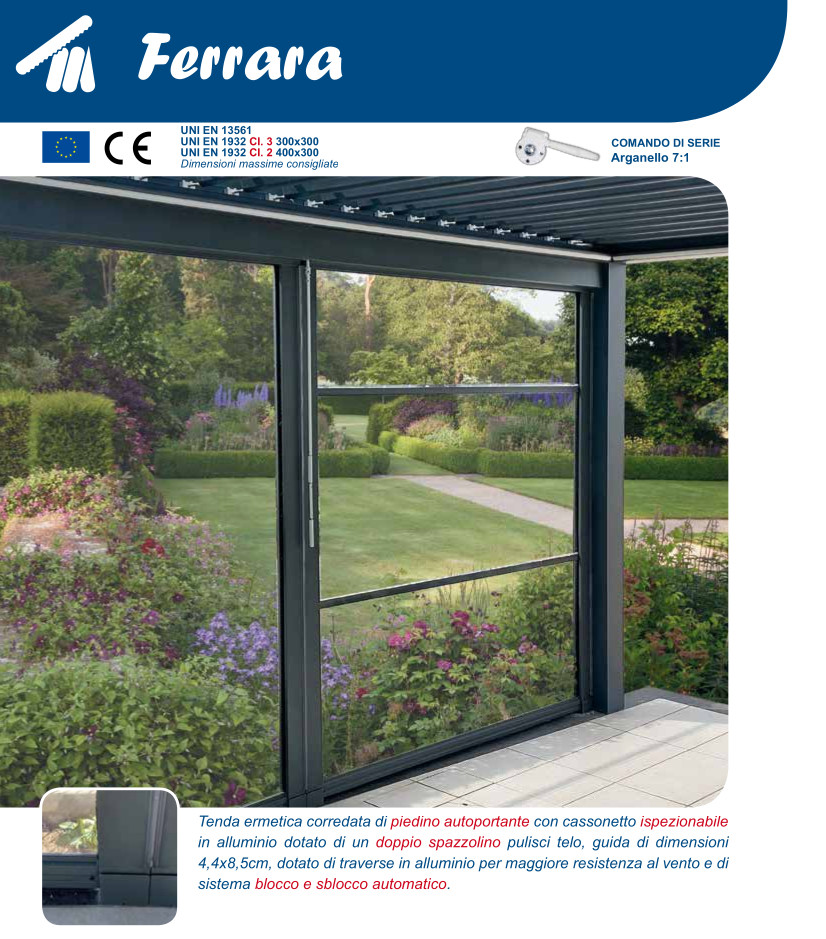 Ferrara
CE
UNI EN 13561
UNI EN 1932 Cl. 3 300x300
UNI EN 1932 Cl. 2 400x300
Dimensioni massime consigliate
COMANDO DI SERIE
Arganello 7:1
Tenda ermetica corredata di piedino autoportante con cassonetto ispezionabile
in alluminio dotato di un doppio spazzolino pulisci telo, guida di dimensioni
4,4x8,5cm, dotato di traverse in alluminio per maggiore resistenza al vento e di
sistema blocco e sblocco automatico.